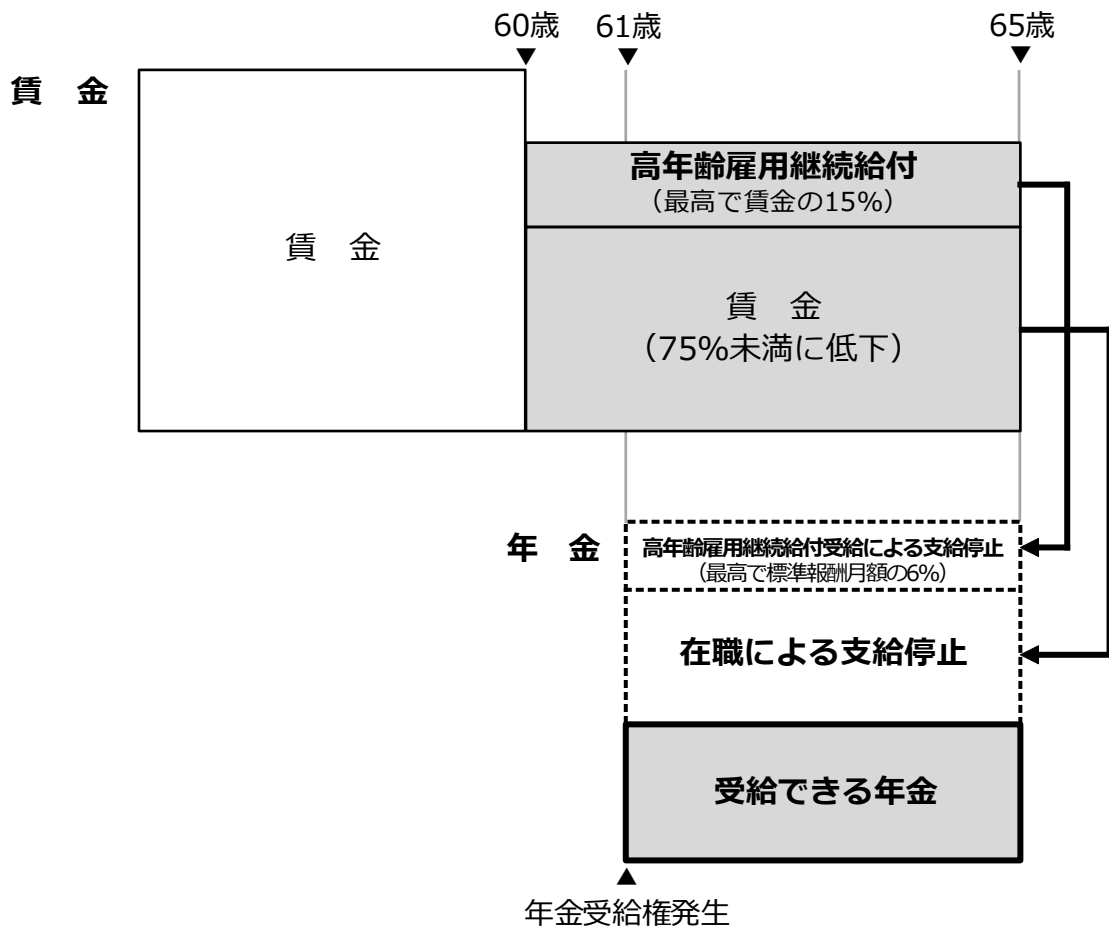 60歳 61歳 65歳
賃　金
高年齢雇用継続給付
（最高で賃金の15%）
賃　金
賃　金
（75%未満に低下）
年　金
高年齢雇用継続給付受給による支給停止
（最高で標準報酬月額の6%）
在職による支給停止
受給できる年金
年金受給権発生